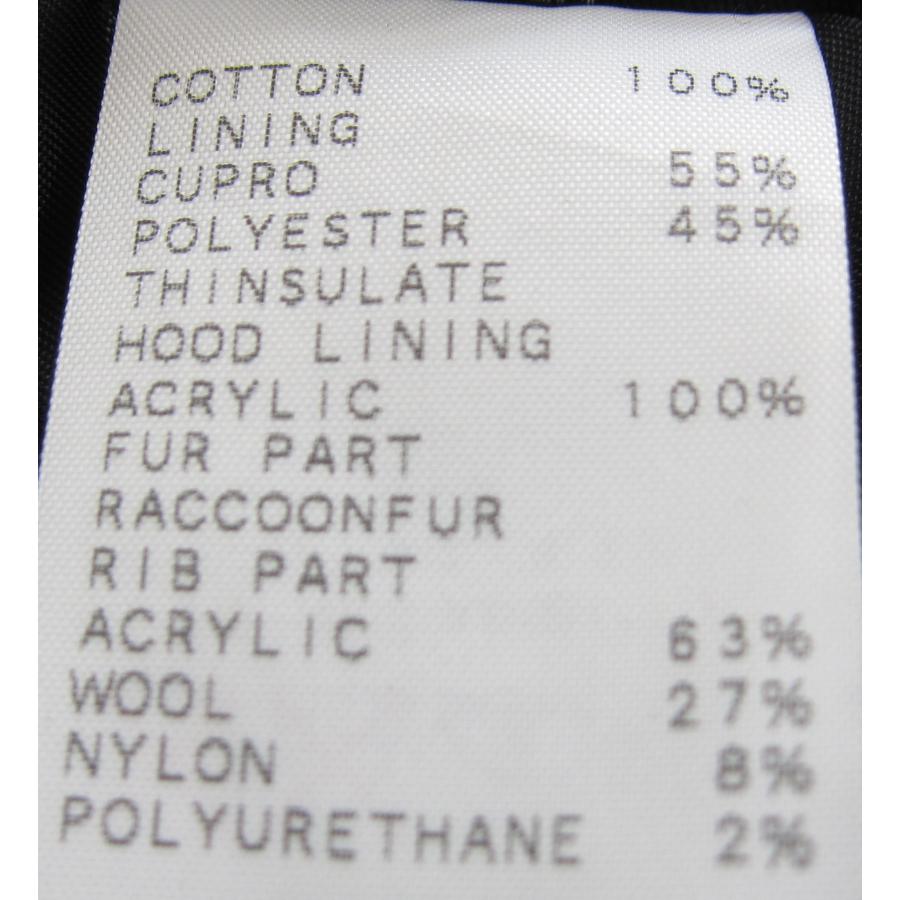 COTTON 100%
LINING
CUPRO 55%
POLYESTER 45%
THINSULATE
HOOD LINING
ACRYLIC 100%
FUR PART
RACCOONFUR
RIB PART
ACRYLIC 63%
WOOL 27%
NYLON 8%
POLYURETHANE 2%